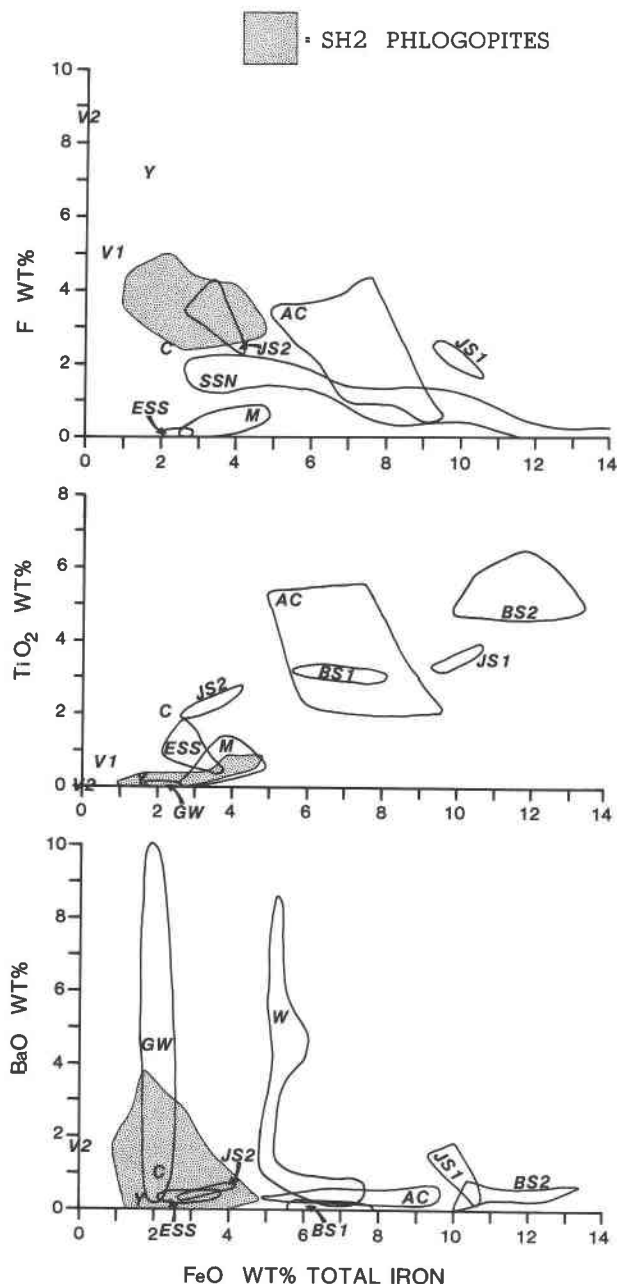 = SH2 PHLOGOPITES
10
V2
8
Y
6
V1
F WT%
4
AC
C
JS2
JS1
2
SSN
ESS
M
0
0 2 4 6 8 10 12 14
8
6
TiO2 WT%
AC
BS2
4
BS1
JS1
JS2
2
C
ESS
M
V1
0
V2
GW
0 2 4 6 8 10 12 14
10
8
BaO WT%
6
W
GW
4
2
V2
JS2
JS1
C
BS2
Y
AC
0
ESS
BS1
0 2 4 6 8 10 12 14
FeO WT% TOTAL IRON